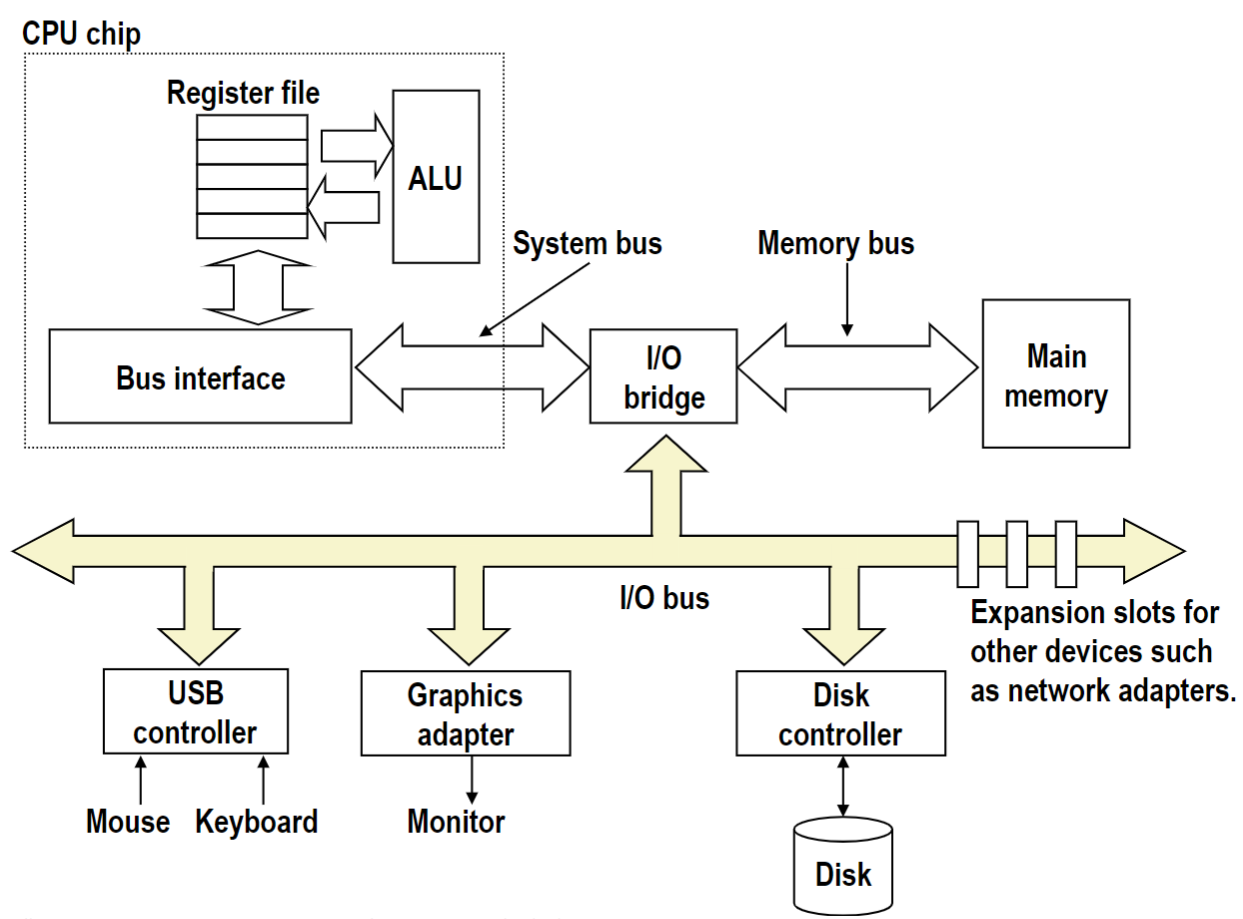 CPU chip
Register file
ALU
System bus
Memory bus
Bus interface
I/O
bridge
Main
memory
I/O bus
Expansion slots for
other devices such
as network adapters.
USB
controller
Graphics
adapter
Disk
controller
Mouse
Keyboard
Monitor
Disk